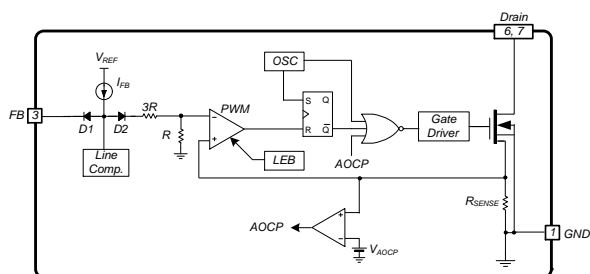 Drain
6, 7
V_REF
I_FB
OSC
FB 3
D1
D2
3R
R
PWM
S Q
R Q̅
Gate
Driver
Line
Comp.
LEB
AOCP
R_SENSE
AOCP
V_AOCP
1 GND
+
−
+
−